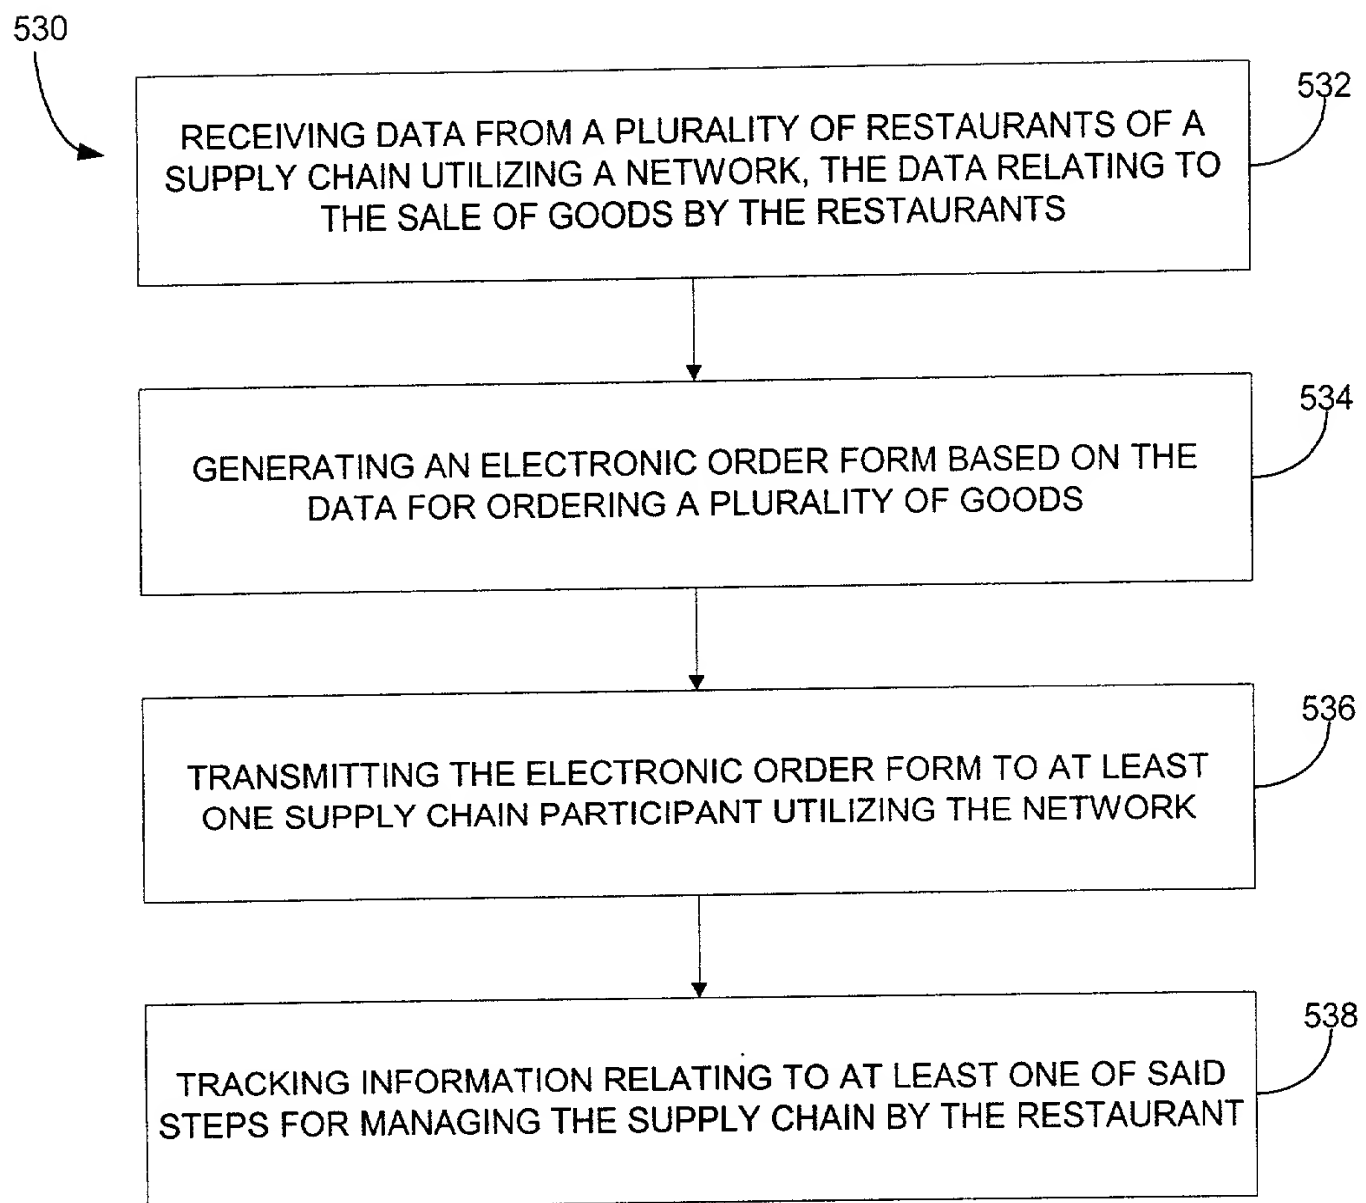 530
532
RECEIVING DATA FROM A PLURALITY OF RESTAURANTS OF A
SUPPLY CHAIN UTILIZING A NETWORK, THE DATA RELATING TO
THE SALE OF GOODS BY THE RESTAURANTS
534
GENERATING AN ELECTRONIC ORDER FORM BASED ON THE
DATA FOR ORDERING A PLURALITY OF GOODS
536
TRANSMITTING THE ELECTRONIC ORDER FORM TO AT LEAST
ONE SUPPLY CHAIN PARTICIPANT UTILIZING THE NETWORK
538
TRACKING INFORMATION RELATING TO AT LEAST ONE OF SAID
STEPS FOR MANAGING THE SUPPLY CHAIN BY THE RESTAURANT